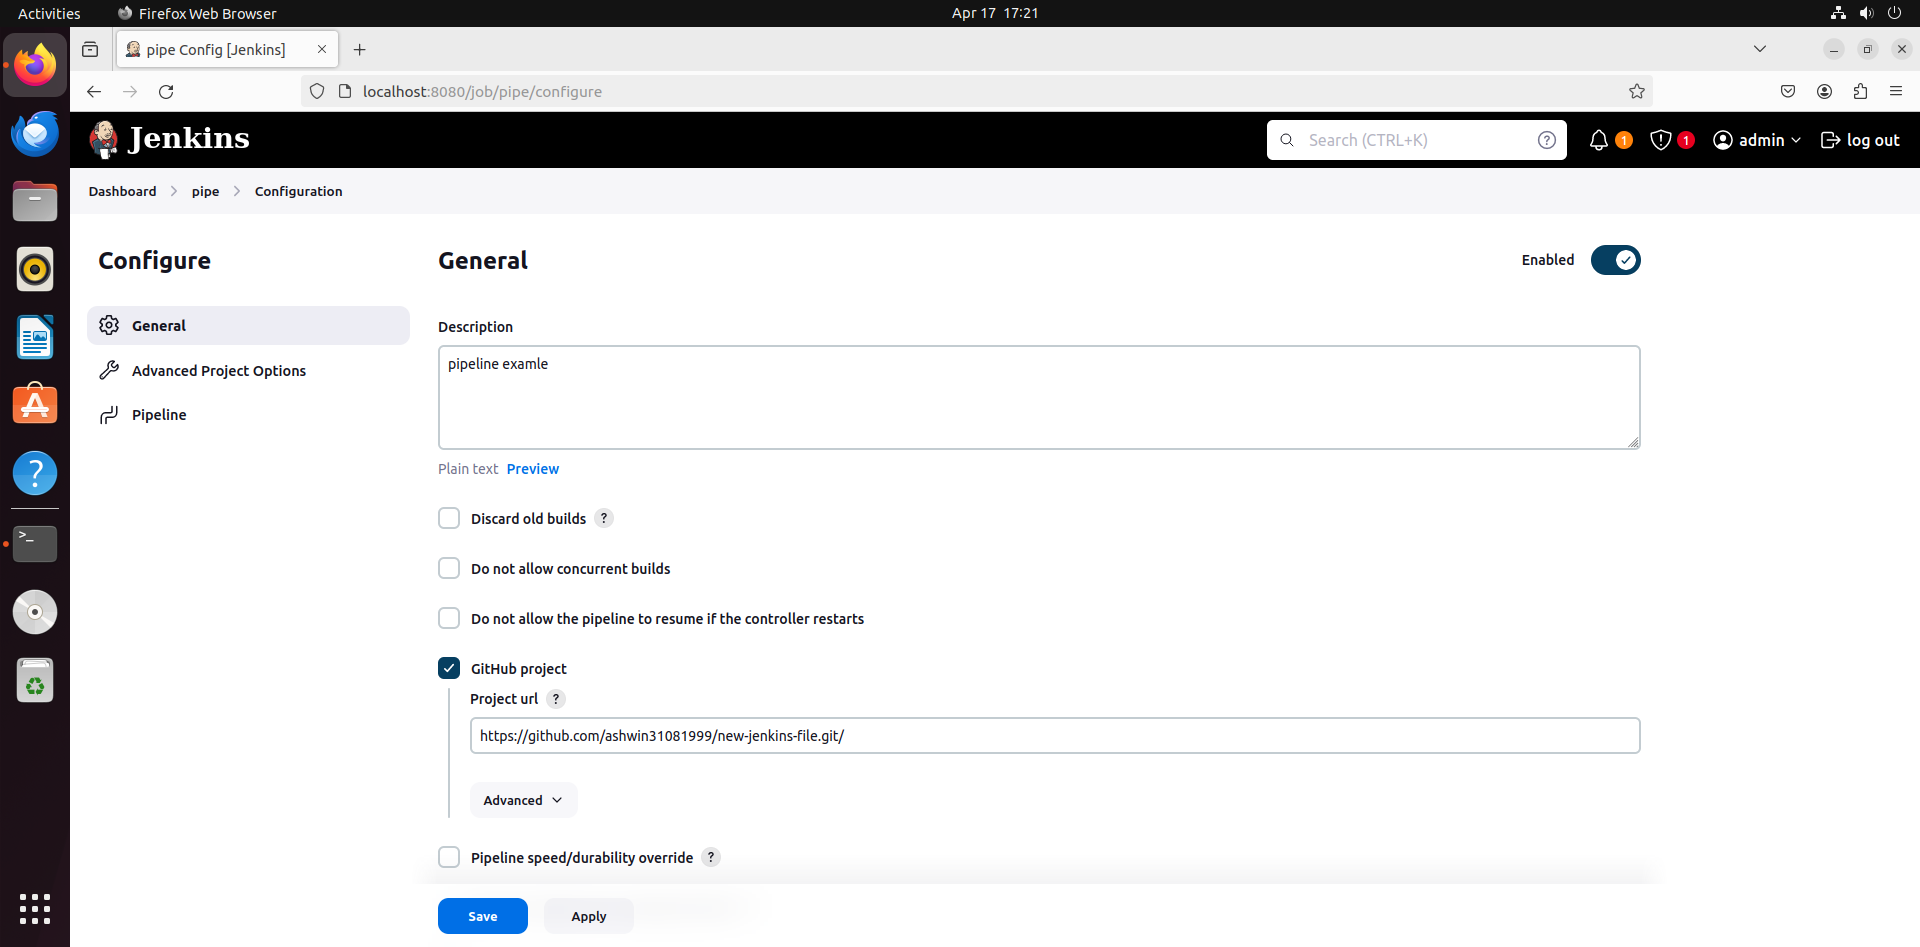 Activities
Firefox Web Browser
Apr 17 17:21
pipe Config [Jenkins]
localhost:8080/job/pipe/configure
Jenkins
Search (CTRL+K)
?
1
1
admin
log out
Dashboard
pipe
Configuration
Configure
General
Enabled
General
Advanced Project Options
Pipeline
Description
pipeline examle
Plain text Preview
Discard old builds ?
Do not allow concurrent builds
Do not allow the pipeline to resume if the controller restarts
GitHub project
Project url ?
https://github.com/ashwin31081999/new-jenkins-file.git/
Advanced
Pipeline speed/durability override ?
Save
Apply